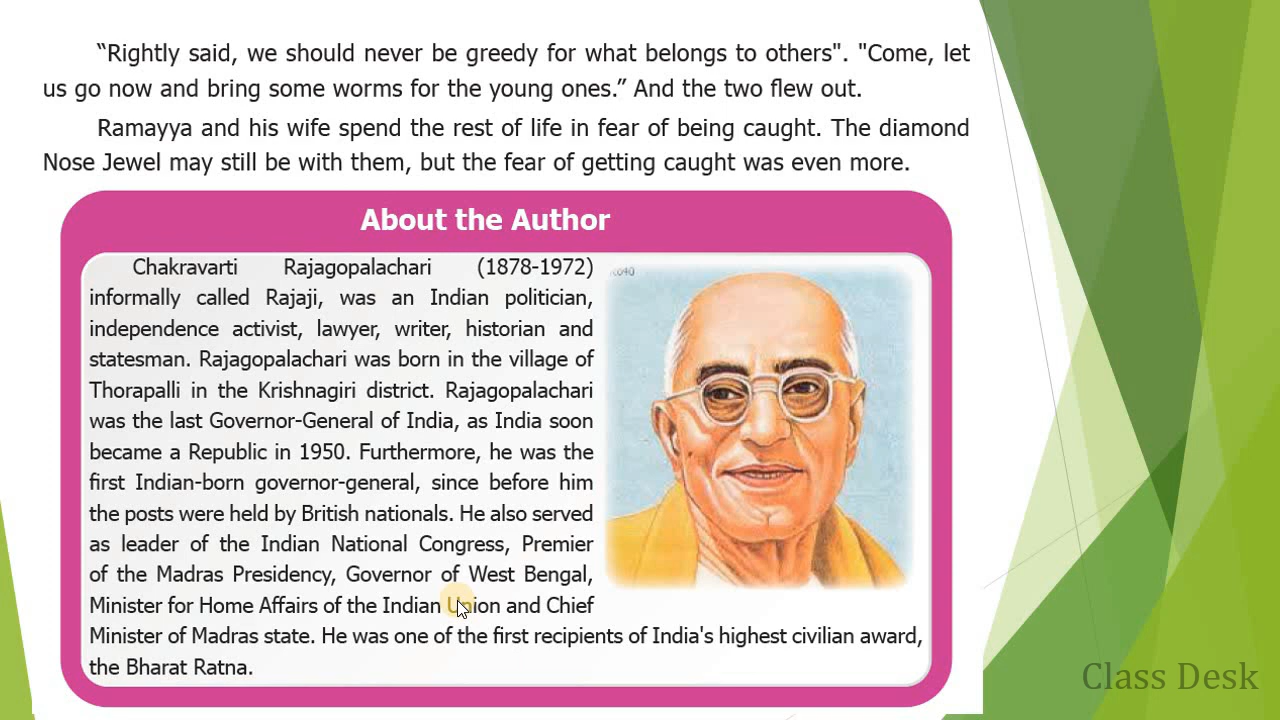 “Rightly said, we should never be greedy for what belongs to others". "Come, let
us go now and bring some worms for the young ones.” And the two flew out.
Ramayya and his wife spend the rest of life in fear of being caught. The diamond
Nose Jewel may still be with them, but the fear of getting caught was even more.
About the Author
Chakravarti Rajagopalachari (1878-1972)
informally called Rajaji, was an Indian politician,
independence activist, lawyer, writer, historian and
statesman. Rajagopalachari was born in the village of
Thorapalli in the Krishnagiri district. Rajagopalachari
was the last Governor-General of India, as India soon
became a Republic in 1950. Furthermore, he was the
first Indian-born governor-general, since before him
the posts were held by British nationals. He also served
as leader of the Indian National Congress, Premier
of the Madras Presidency, Governor of West Bengal,
Minister for Home Affairs of the Indian Union and Chief
Minister of Madras state. He was one of the first recipients of India's highest civilian award,
the Bharat Ratna.
Class Desk